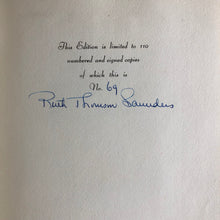 This Edition is limited to 110
numbered and signed copies
of which this is
No. 69
Ruth Thomson Saunders